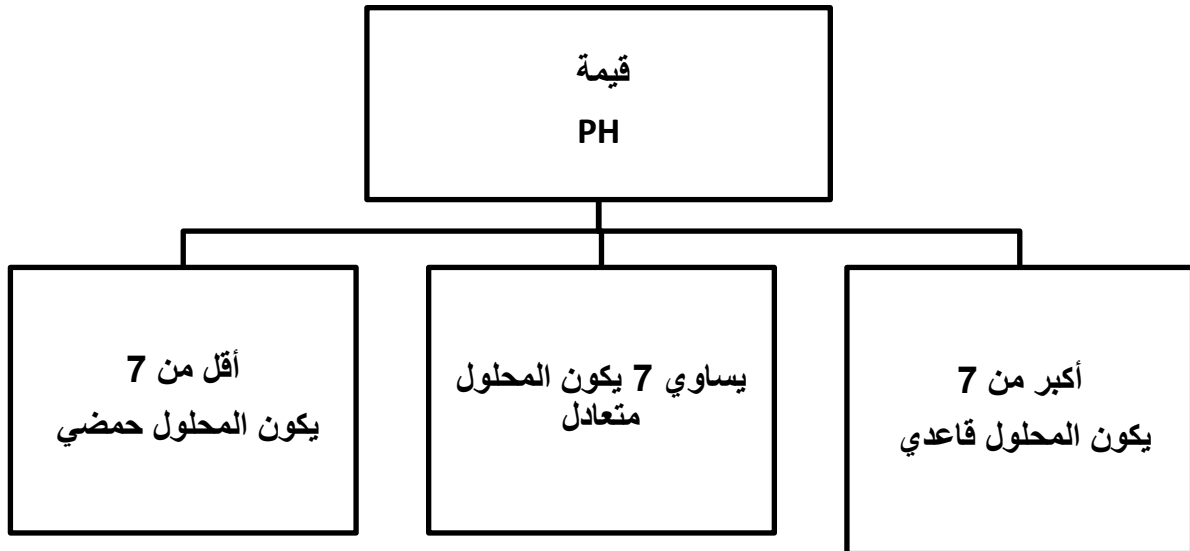 قيمة
PH
أكبر من 7
يكون المحلول قاعدي
يساوي 7 يكون المحلول
متعادل
أقل من 7
يكون المحلول حمضي